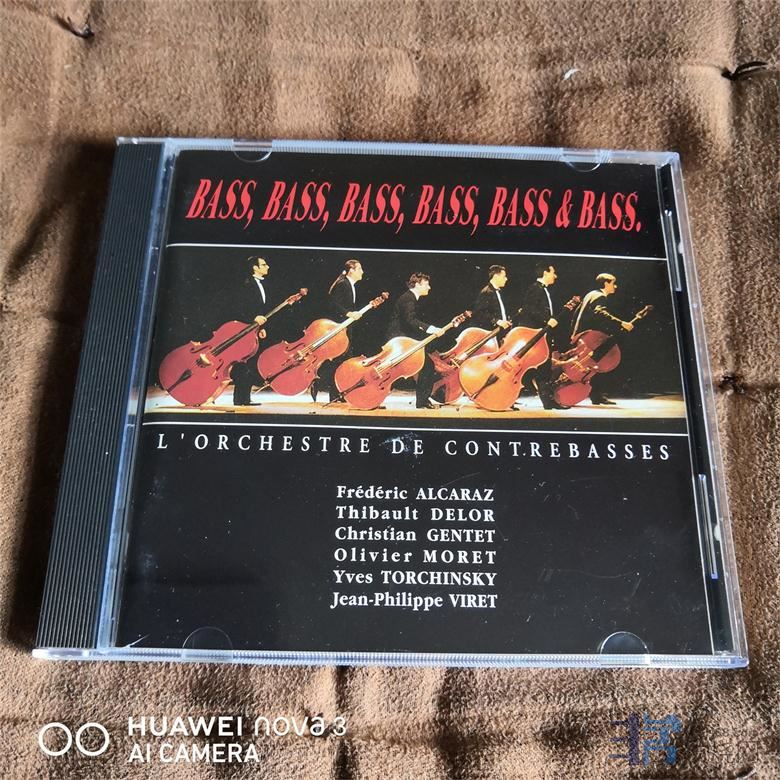 BASS, BASS, BASS, BASS, BASS & BASS.
L'ORCHESTRE DE CONTREBASSES
Frédéric ALCARAZ
Thibault DELOR
Christian GENTET
Olivier MORET
Yves TORCHINSKY
Jean-Philippe VIRET
HUAWEI nova 3
AI CAMERA